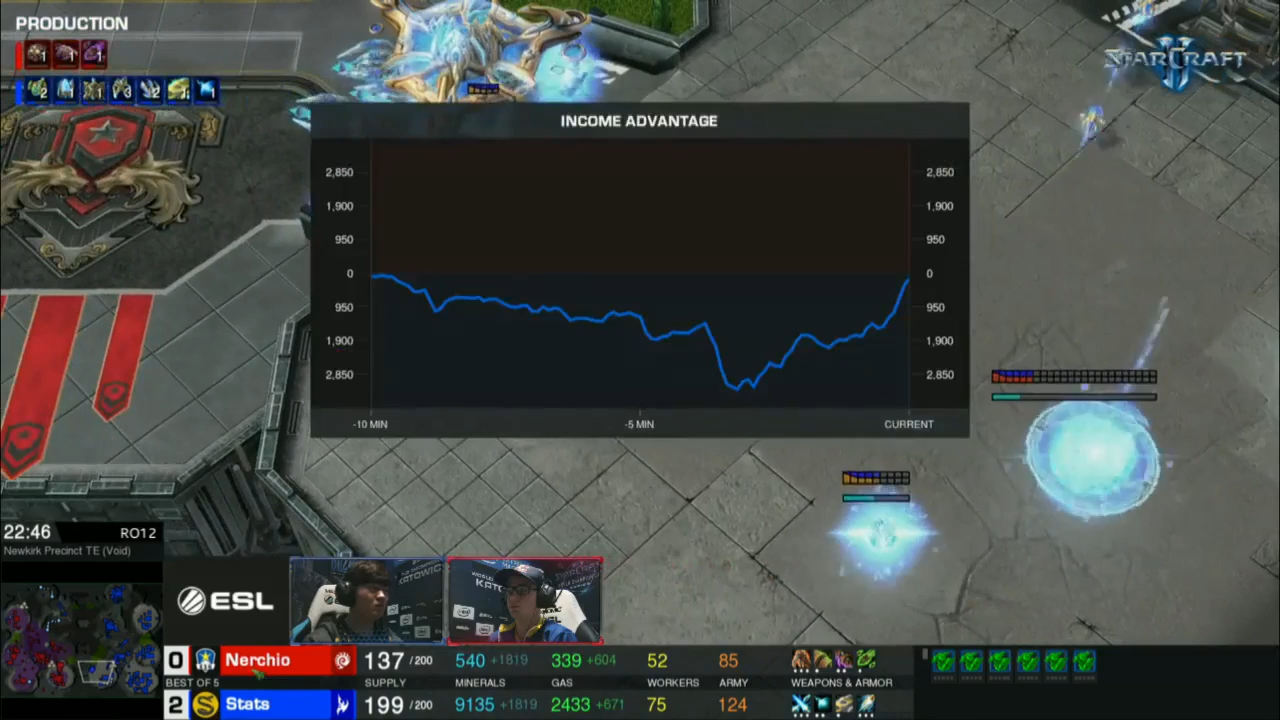 PRODUCTION
STARCRAFT II
INCOME ADVANTAGE
2,850 2,850
1,900 1,900
950 950
0 0
950 950
1,900 1,900
2,850 2,850
-10 MIN -5 MIN CURRENT
22:46 RO12
Newkirk Precinct TE (Void)
ESL
KATOWIC
0 Nerchio 137 /200 540 +1819 339 +604 52 85
BEST OF 5 SUPPLY MINERALS GAS WORKERS ARMY WEAPONS & ARMOR
2 Stats 199 /200 9135 +1819 2433 +671 75 124